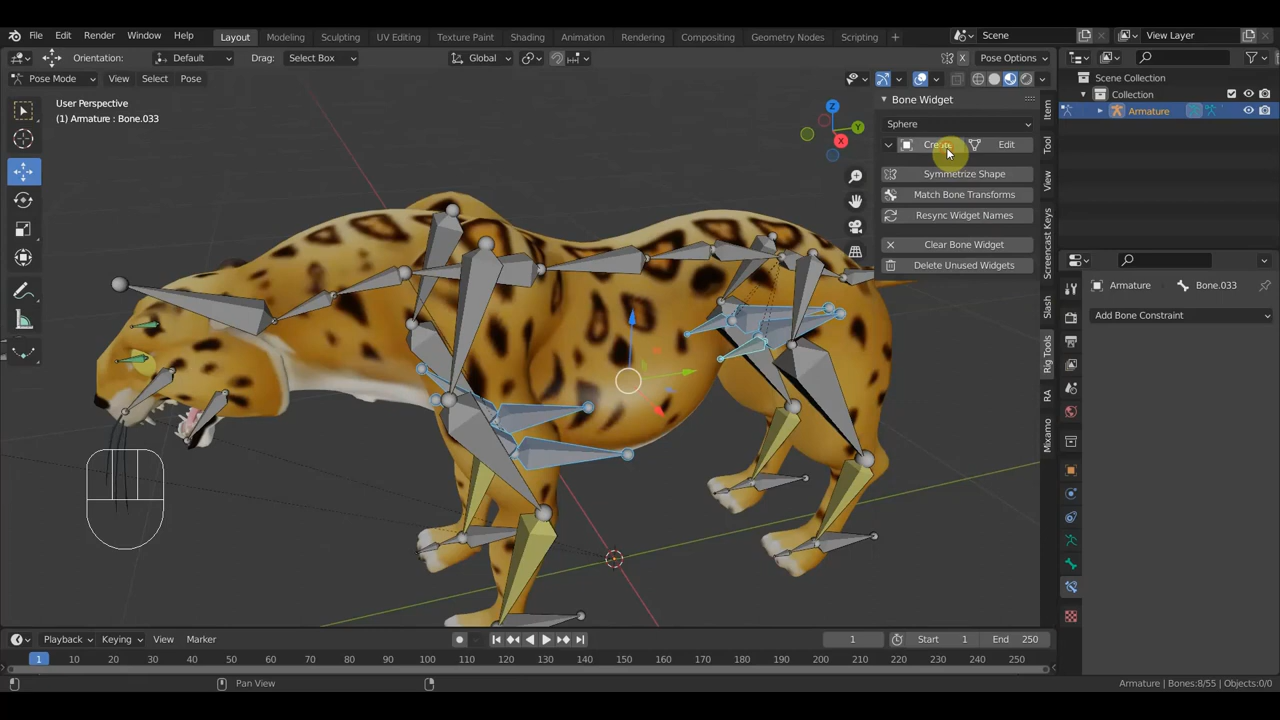 File Edit Render Window Help Layout Modeling Sculpting UV Editing Texture Paint Shading Animation Rendering Compositing Geometry Nodes Scripting + Scene View Layer
Orientation: Default Drag: Select Box Global X Pose Options
Pose Mode View Select Pose
User Perspective
(1) Armature : Bone.033
Z
Y
X
Bone Widget
Sphere
Create Edit
Symmetrize Shape
Match Bone Transforms
Resync Widget Names
Clear Bone Widget
Delete Unused Widgets
Item
Tool
View
Screencast Keys
Slash
Rig Tools
RA
Mixamo
Scene Collection
Collection
Armature
Armature Bone.033
Add Bone Constraint
Playback Keying View Marker 1 Start 1 End 250
1 10 20 30 40 50 60 70 80 90 100 110 120 130 140 150 160 170 180 190 200 210 220 230 240 250
Pan View Armature | Bones:8/55 | Objects:0/0